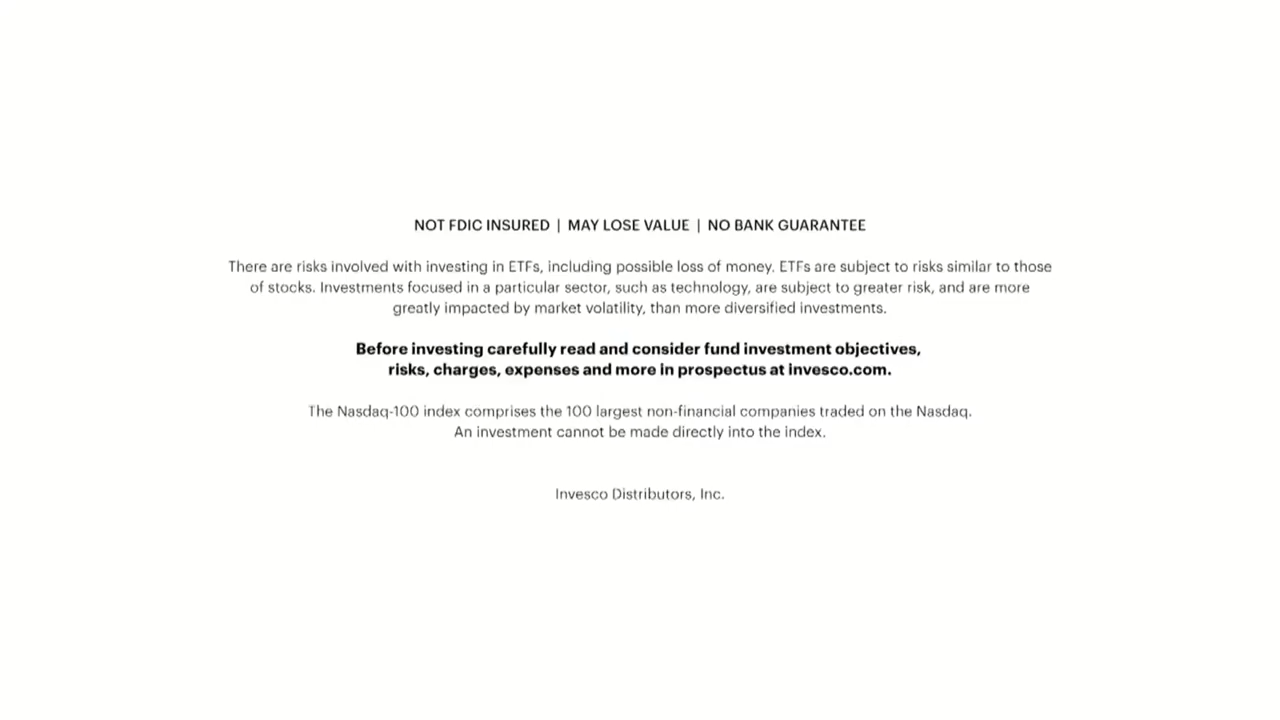 NOT FDIC INSURED | MAY LOSE VALUE | NO BANK GUARANTEE
There are risks involved with investing in ETFs, including possible loss of money. ETFs are subject to risks similar to those
of stocks. Investments focused in a particular sector, such as technology, are subject to greater risk, and are more
greatly impacted by market volatility, than more diversified investments.
Before investing carefully read and consider fund investment objectives,
risks, charges, expenses and more in prospectus at invesco.com.
The Nasdaq-100 index comprises the 100 largest non-financial companies traded on the Nasdaq.
An investment cannot be made directly into the index.
Invesco Distributors, Inc.